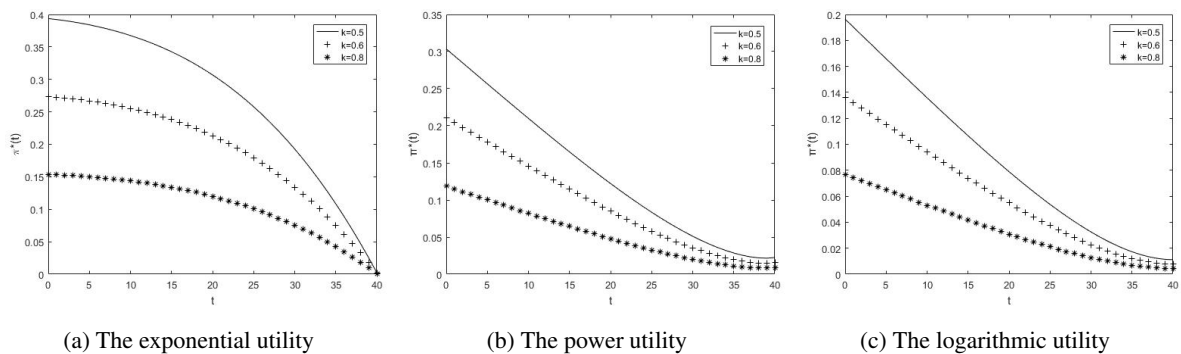 0.4
0.35
0.3
0.25
0.2
0.15
0.1
0.05
0
π*(t)
0 5 10 15 20 25 30 35 40
t
k=0.5
k=0.6
k=0.8
(a) The exponential utility
0.35
0.3
0.25
0.2
0.15
0.1
0.05
0
π*(t)
0 5 10 15 20 25 30 35 40
t
k=0.5
k=0.6
k=0.8
(b) The power utility
0.2
0.18
0.16
0.14
0.12
0.1
0.08
0.06
0.04
0.02
0
π*(t)
0 5 10 15 20 25 30 35 40
t
k=0.5
k=0.6
k=0.8
(c) The logarithmic utility